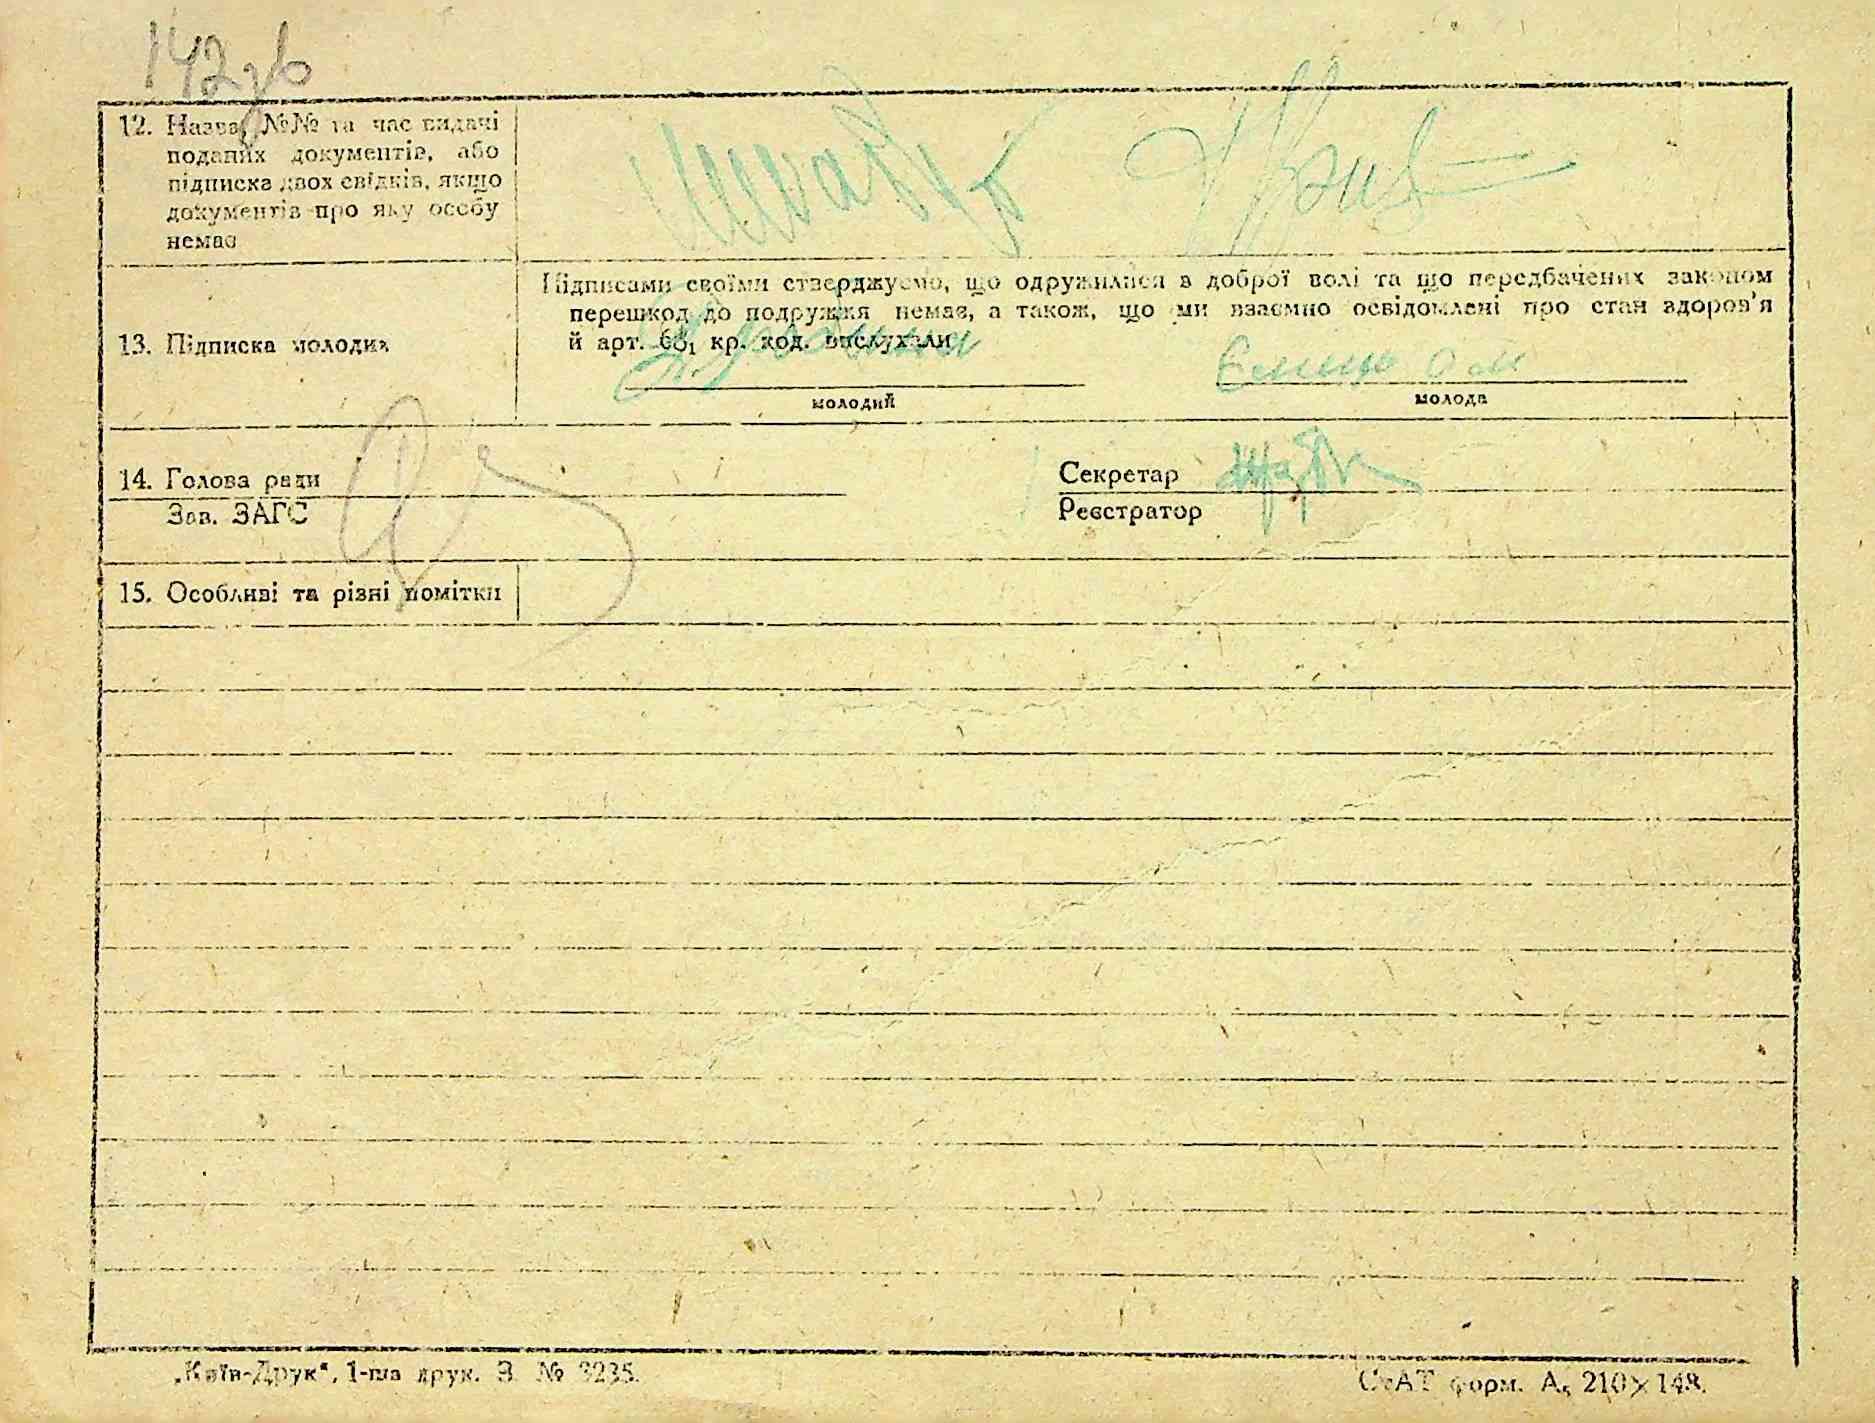 142зв
12. Назва, №№ та час видачі
поданих документів, або
підписка двох свідків, якщо
документів про яку особу
немає
Підписами своїми стверджуємо, що одружилися з доброї волі та що передбачених законом
перешкод до подружжя немає, а також, що ми взаємно освідомлені про стан здоров'я
13. Підписка молодих
й арт. 68₁ кр. код. вислухали
молодий
молода
14. Голова ради
Секретар
Зав. ЗАГС
Реєстратор
15. Особливі та різні помітки
„Київ-Друк“, 1-ша друк. З. № 3235.
СтАТ форм. А₅ 210×148.